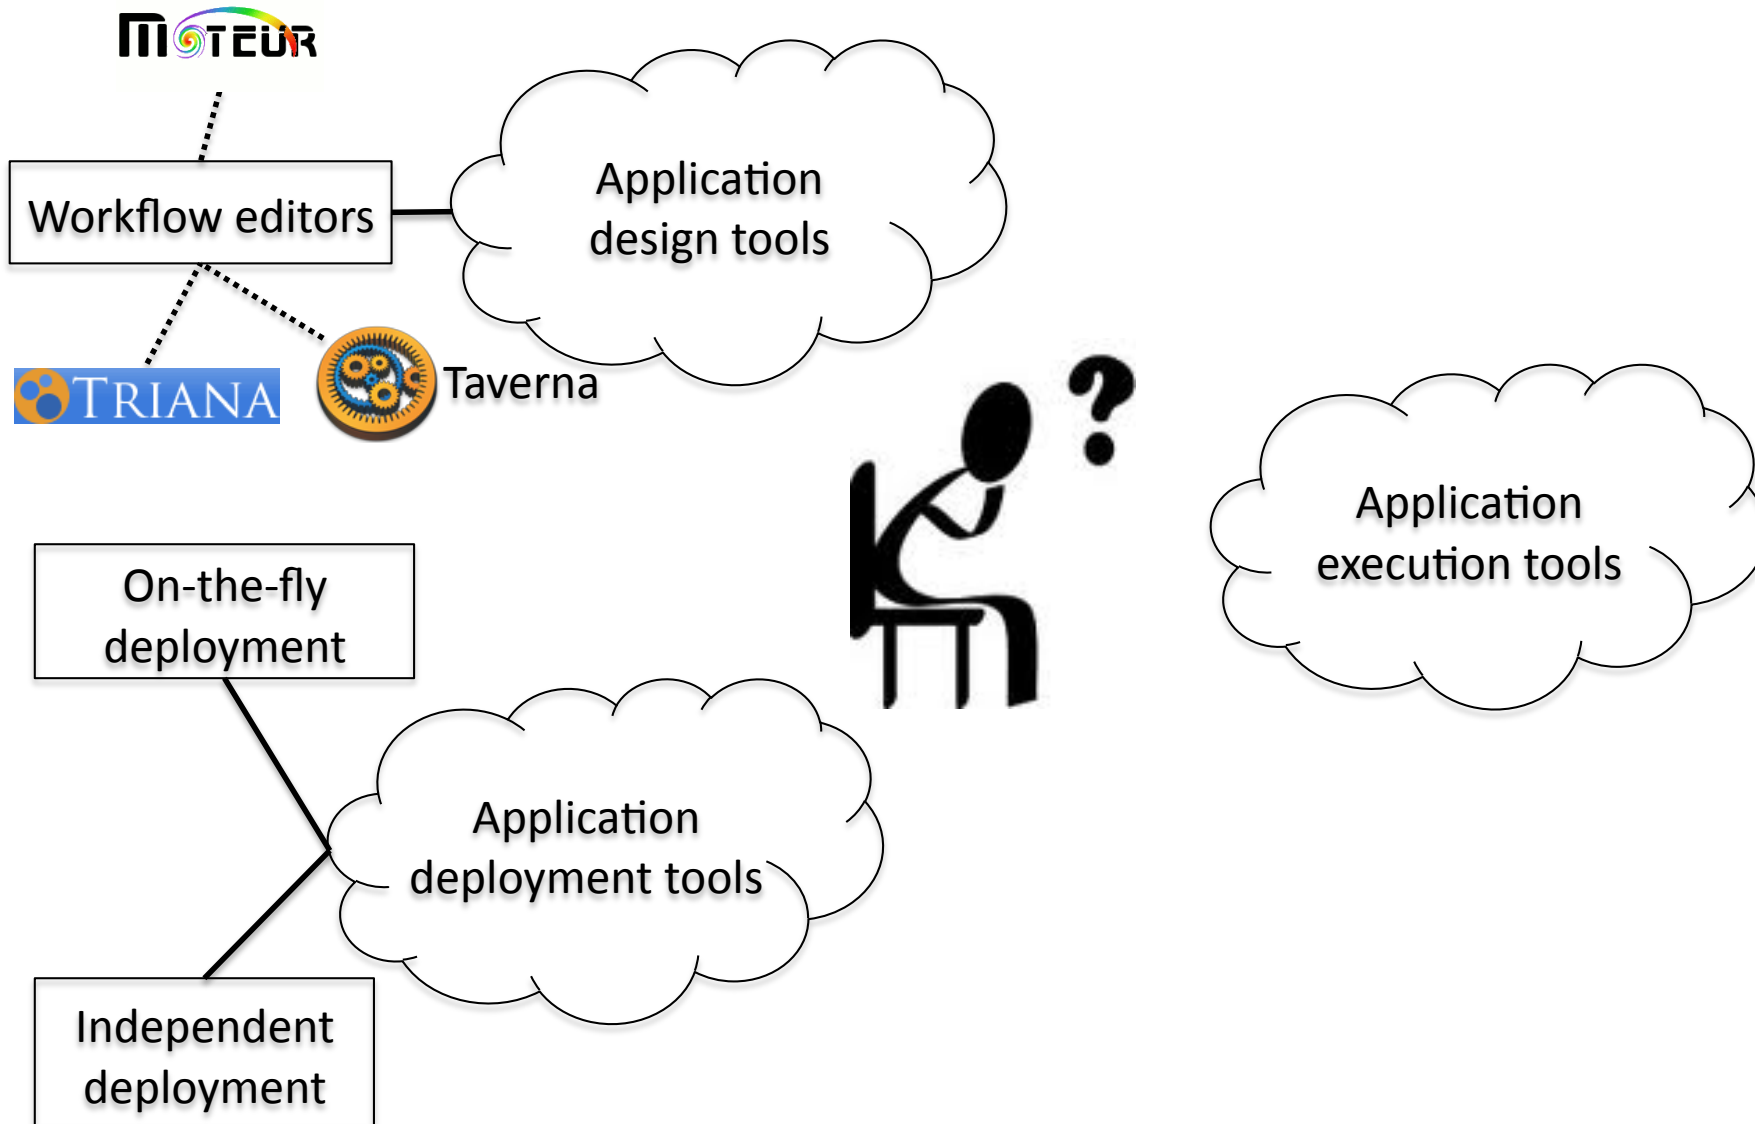 MOTEUR
Workflow editors
Application
design tools
TRIANA
Taverna
?
Application
execution tools
On-the-fly
deployment
Application
deployment tools
Independent
deployment